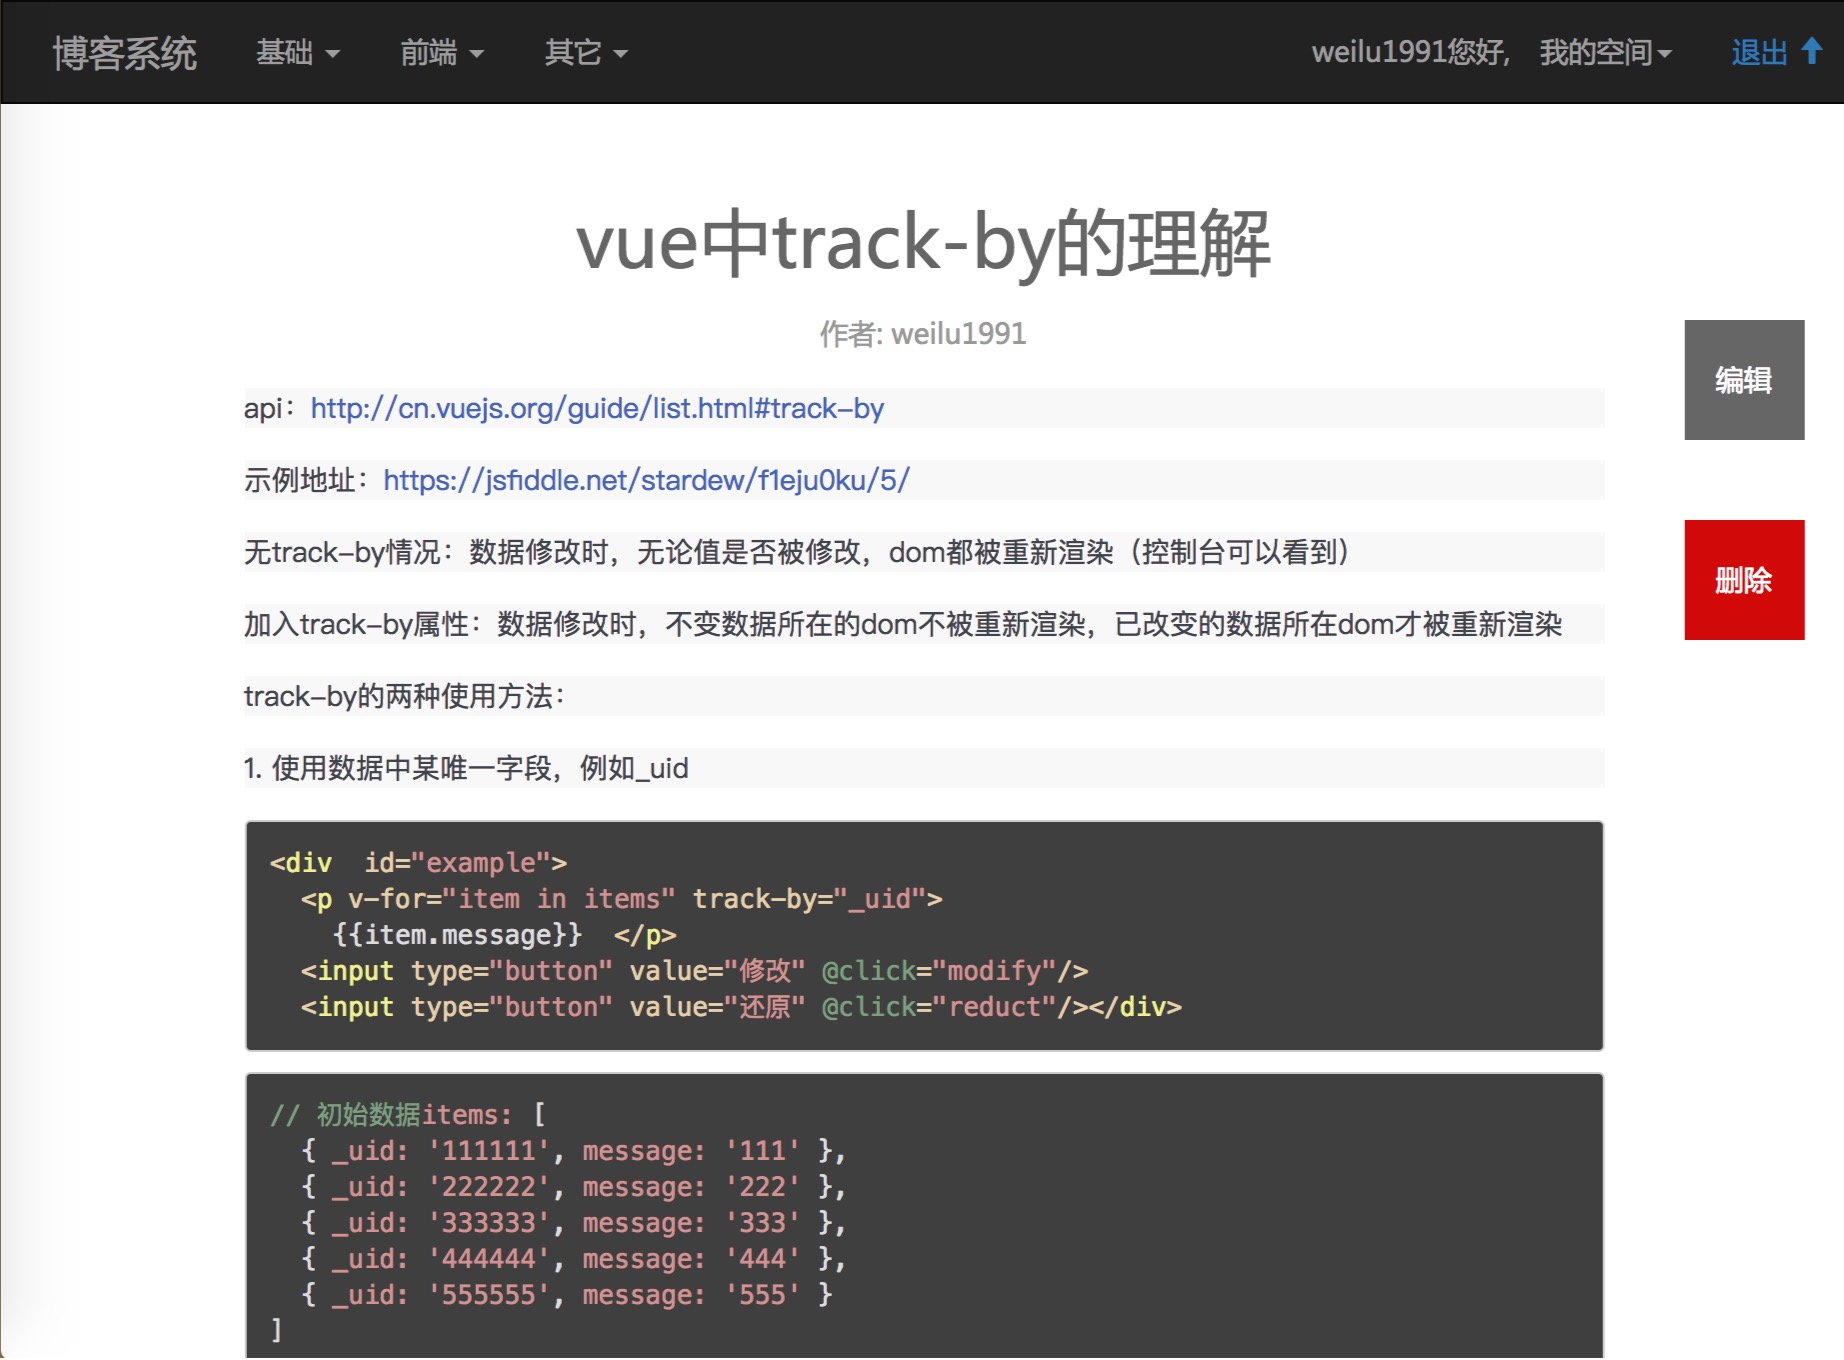 博客系统 基础 前端 其它 weilu1991您好, 我的空间 退出
vue中track-by的理解
作者: weilu1991
编辑
api：http://cn.vuejs.org/guide/list.html#track-by
示例地址：https://jsfiddle.net/stardew/f1eju0ku/5/
无track-by情况：数据修改时，无论值是否被修改，dom都被重新渲染（控制台可以看到）
删除
加入track-by属性：数据修改时，不变数据所在的dom不被重新渲染，已改变的数据所在dom才被重新渲染
track-by的两种使用方法：
1. 使用数据中某唯一字段，例如_uid
<div  id="example">
  <p v-for="item in items" track-by="_uid">
    {{item.message}}  </p>
  <input type="button" value="修改" @click="modify"/>
  <input type="button" value="还原" @click="reduct"/></div>
// 初始数据items: [
  { _uid: '111111', message: '111' },
  { _uid: '222222', message: '222' },
  { _uid: '333333', message: '333' },
  { _uid: '444444', message: '444' },
  { _uid: '555555', message: '555' }
]